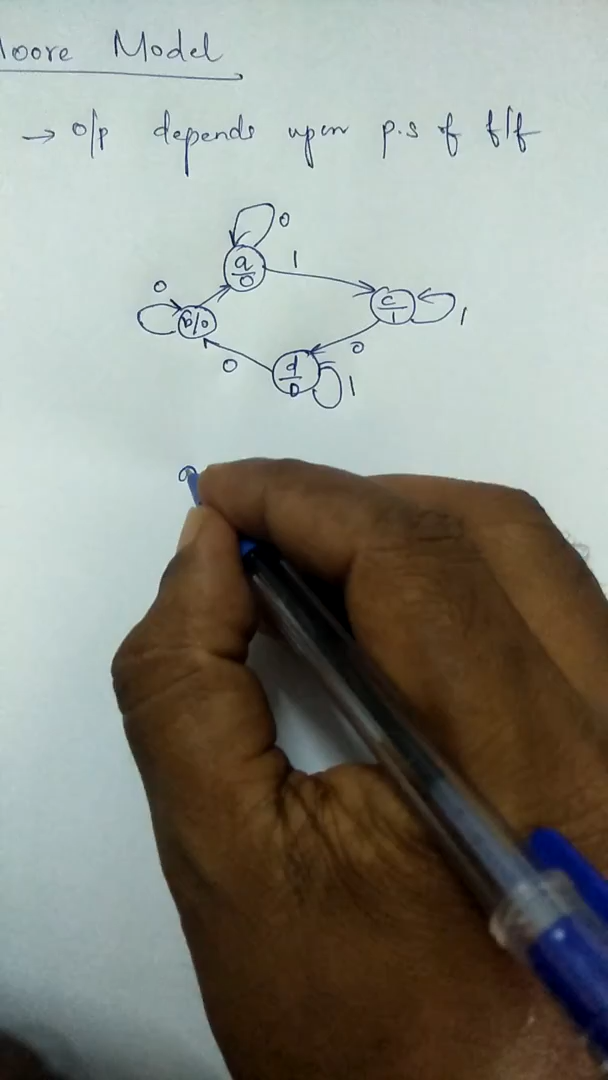 Moore Model
→ o/p depends upon p.s of f/f
0
a/0
1
0
b/0
c/1
1
0
0
d/0
1
a